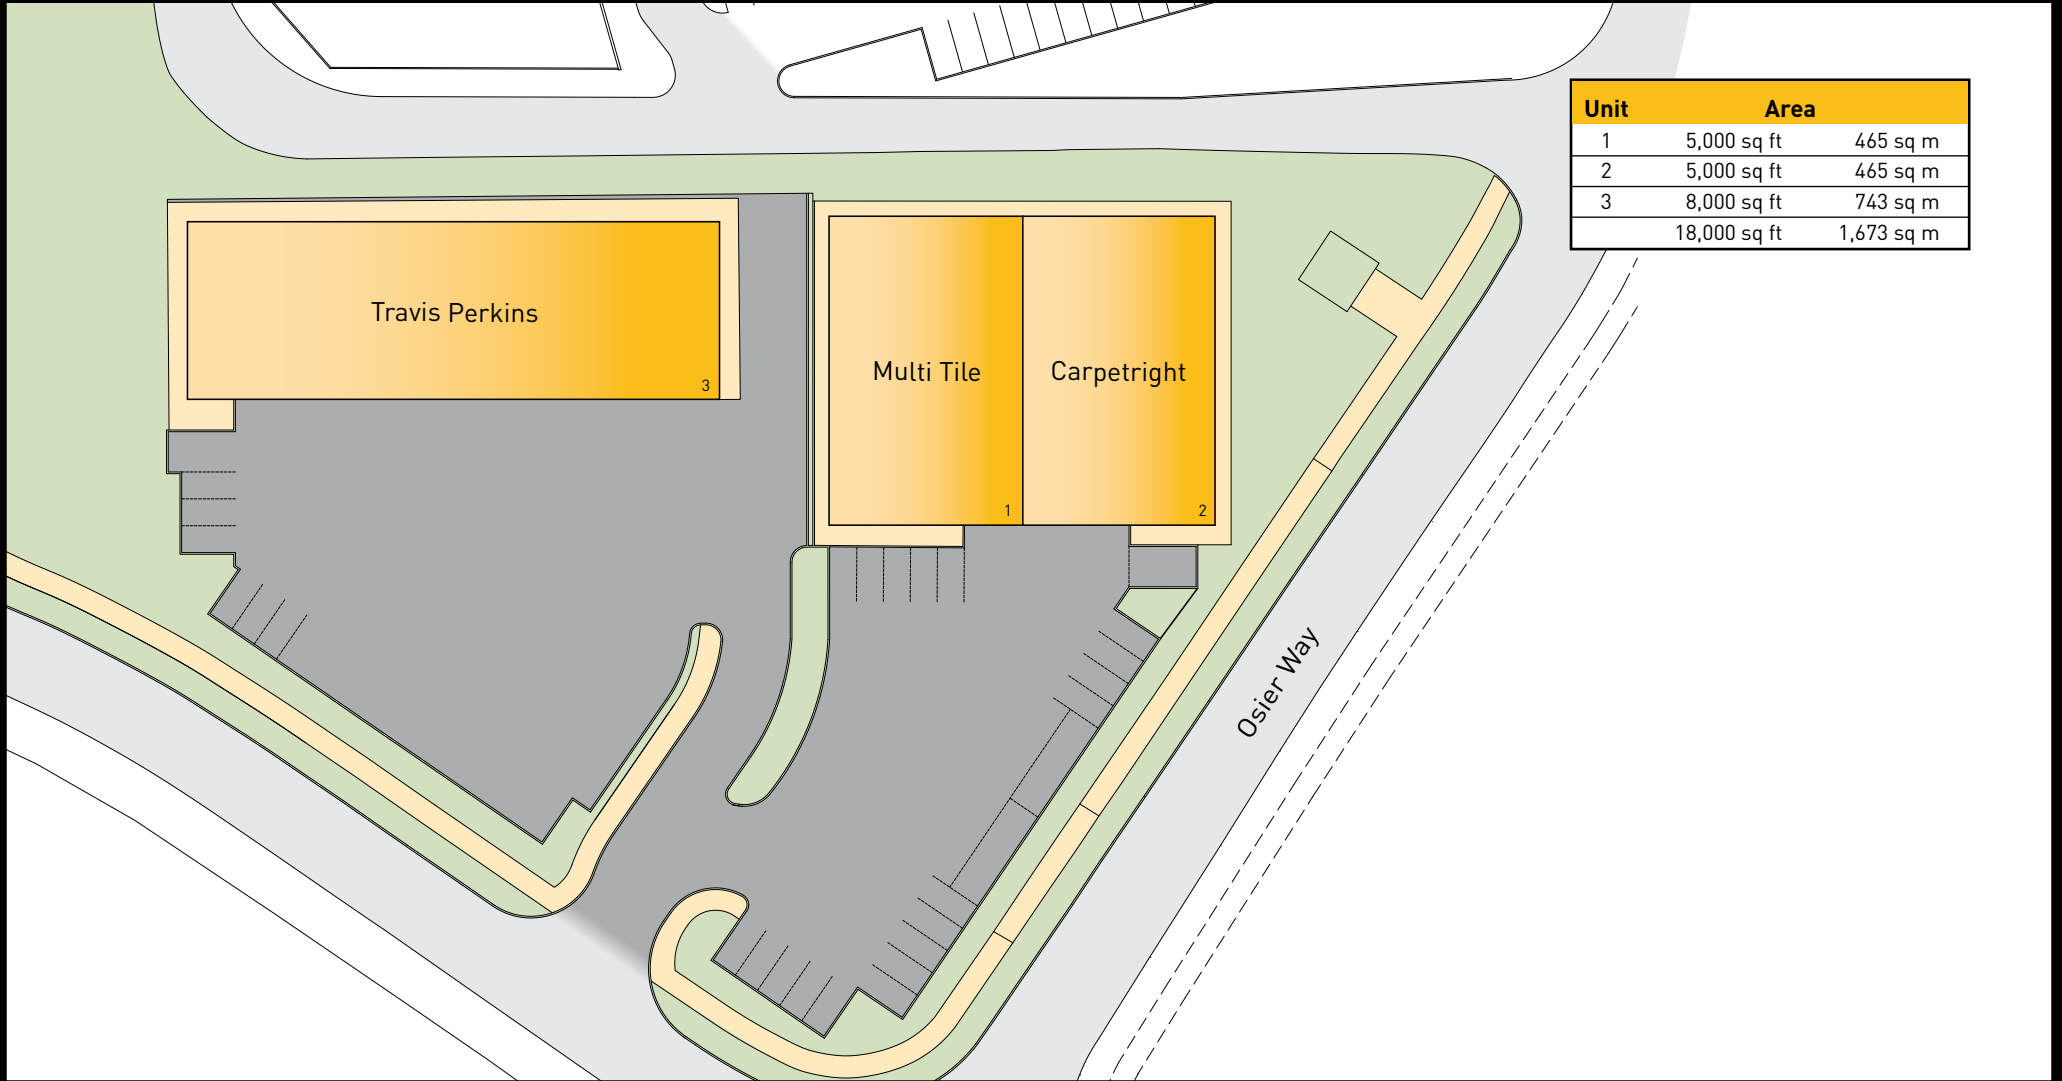 Unit Area
1 5,000 sq ft 465 sq m
2 5,000 sq ft 465 sq m
3 8,000 sq ft 743 sq m
18,000 sq ft 1,673 sq m
Travis Perkins
3
Multi Tile
1
Carpetright
2
Osier Way